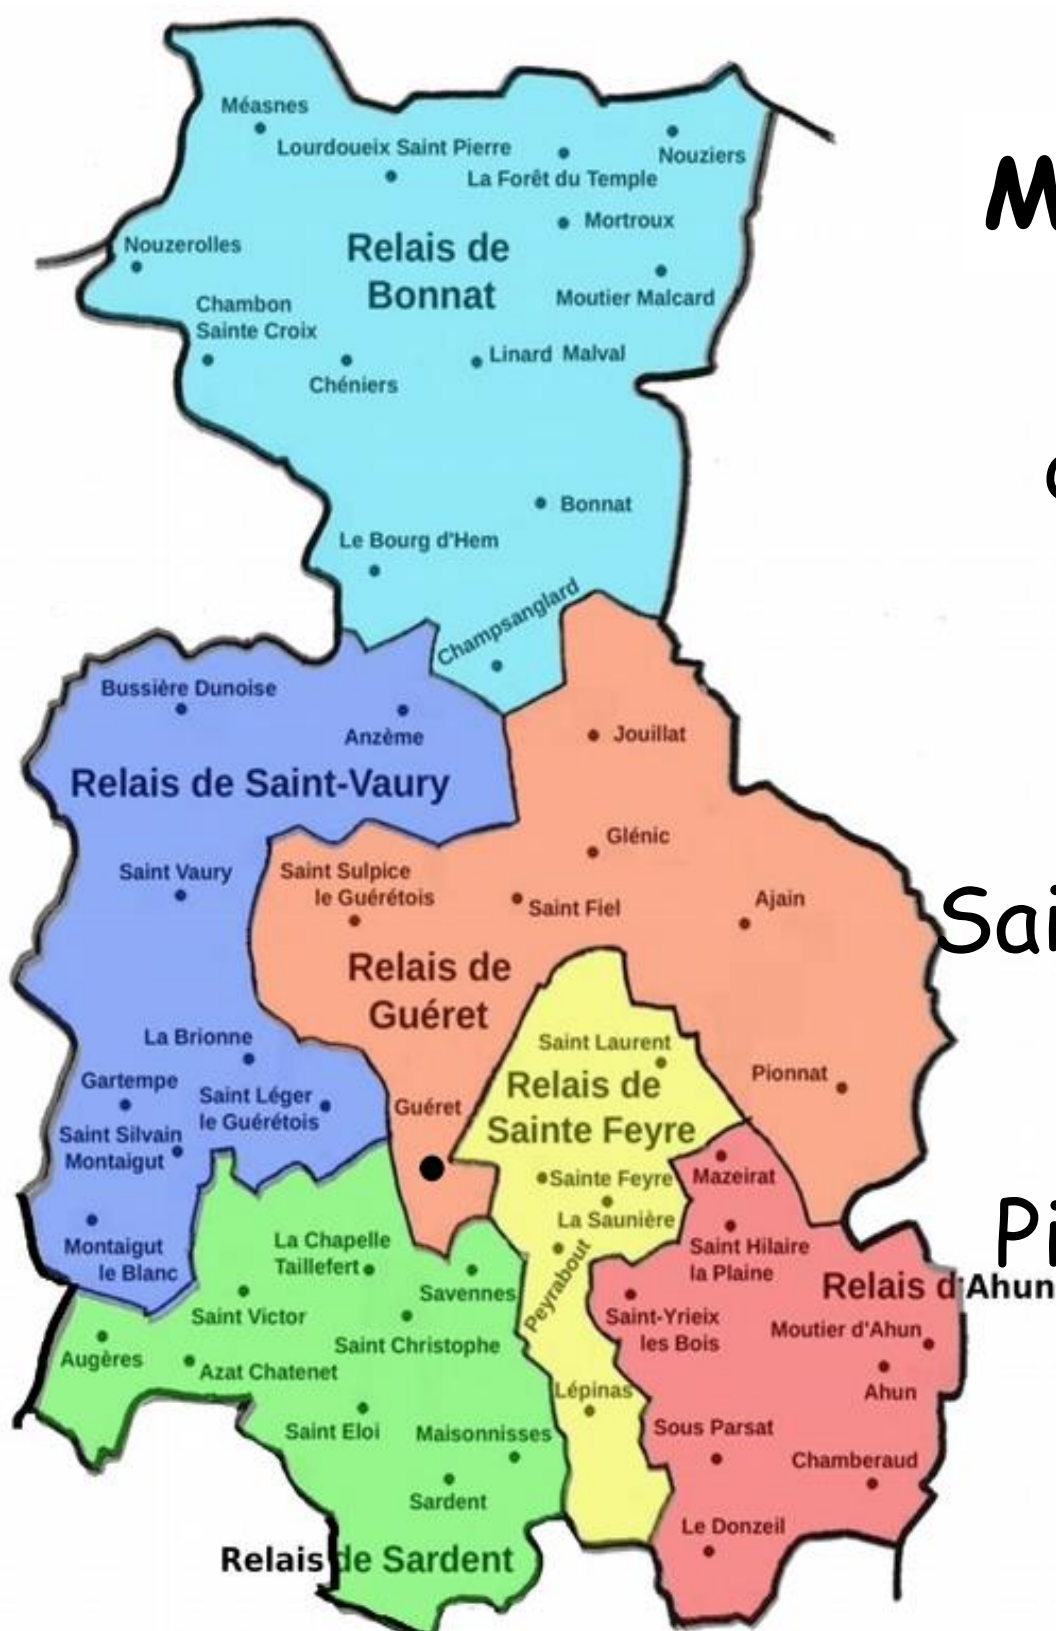 Méasnes
Lourdoueix Saint Pierre
La Forêt du Temple
Nouziers
Mortroux
Nouzerolles
Relais de
Bonnat
Moutier Malcard
Chambon
Sainte Croix
Chéniers
Linard Malval
Bonnat
Le Bourg d'Hem
Champsanglard
Bussière Dunoise
Anzème
Relais de Saint-Vaury
Jouillat
Glénic
Saint Vaury
Saint Sulpice
le Guérétois
Saint Fiel
Ajain
Sai
Relais de
Guéret
La Brionne
Saint Laurent
Gartempe
Saint Léger
le Guérétois
Guéret
Relais de
Sainte Feyre
Pionnat
Saint Silvain
Montaigut
Sainte Feyre
Mazeirat
La Saunière
Pi
Montaigut
le Blanc
La Chapelle
Taillefert
Savennes
Peyrabout
Saint Hilaire
la Plaine
Relais d'Ahun
Saint Victor
Saint Christophe
Saint-Yrieix
les Bois
Moutier d'Ahun
Augères
Azat Chatenet
Lépinas
Ahun
Saint Eloi
Maisonnisses
Sous Parsat
Chamberaud
Sardent
Le Donzeil
Relais de Sardent
M